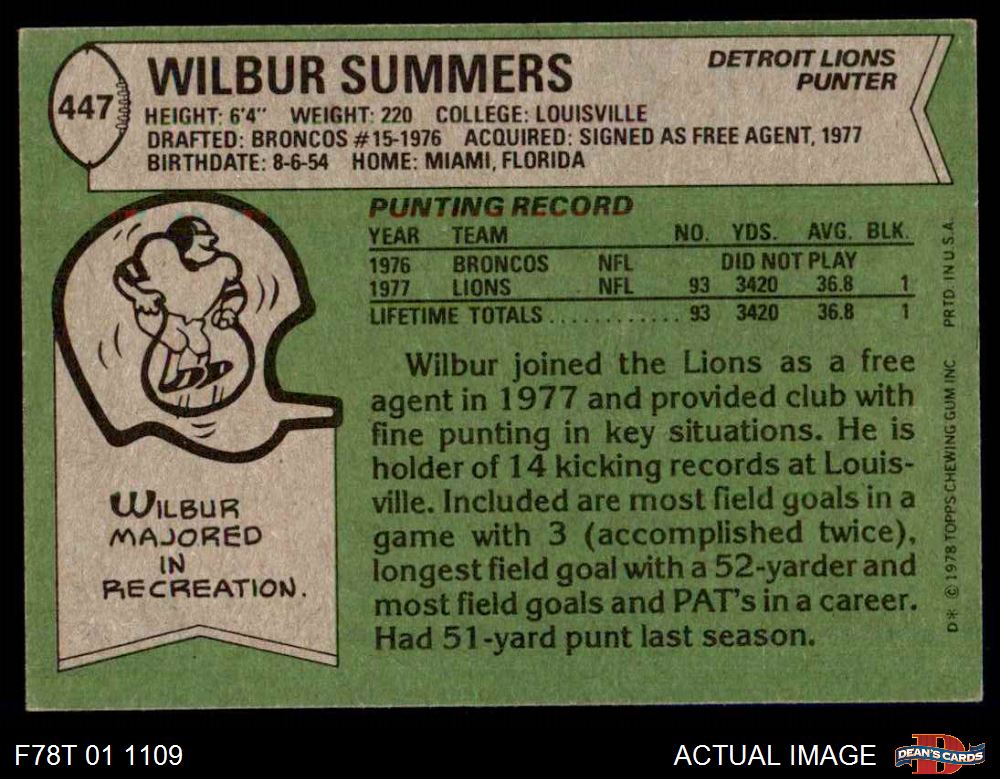 447
WILBUR SUMMERS
DETROIT LIONS
PUNTER
HEIGHT: 6'4" WEIGHT: 220 COLLEGE: LOUISVILLE
DRAFTED: BRONCOS #15-1976 ACQUIRED: SIGNED AS FREE AGENT, 1977
BIRTHDATE: 8-6-54 HOME: MIAMI, FLORIDA
PUNTING RECORD
YEAR TEAM NO. YDS. AVG. BLK.
1976 BRONCOS NFL DID NOT PLAY
1977 LIONS NFL 93 3420 36.8 1
LIFETIME TOTALS ............ 93 3420 36.8 1
Wilbur joined the Lions as a free
agent in 1977 and provided club with
fine punting in key situations. He is
holder of 14 kicking records at Louis-
ville. Included are most field goals in a
game with 3 (accomplished twice),
longest field goal with a 52-yarder and
most field goals and PAT's in a career.
Had 51-yard punt last season.
WILBUR
MAJORED
IN
RECREATION.
D* © 1978 TOPPS CHEWING GUM INC. PRTD. IN U.S.A.
F78T 01 1109
ACTUAL IMAGE
D
DEAN'S CARDS